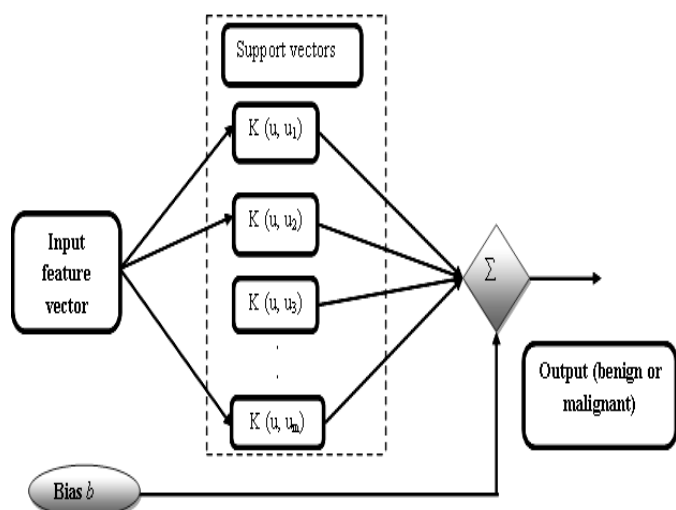 Support vectors
K (u, u₁)
K (u, u₂)
K (u, u₃)
.
.
K (u, uₘ)
Input
feature
vector
Σ
Output (benign or
malignant)
Bias b